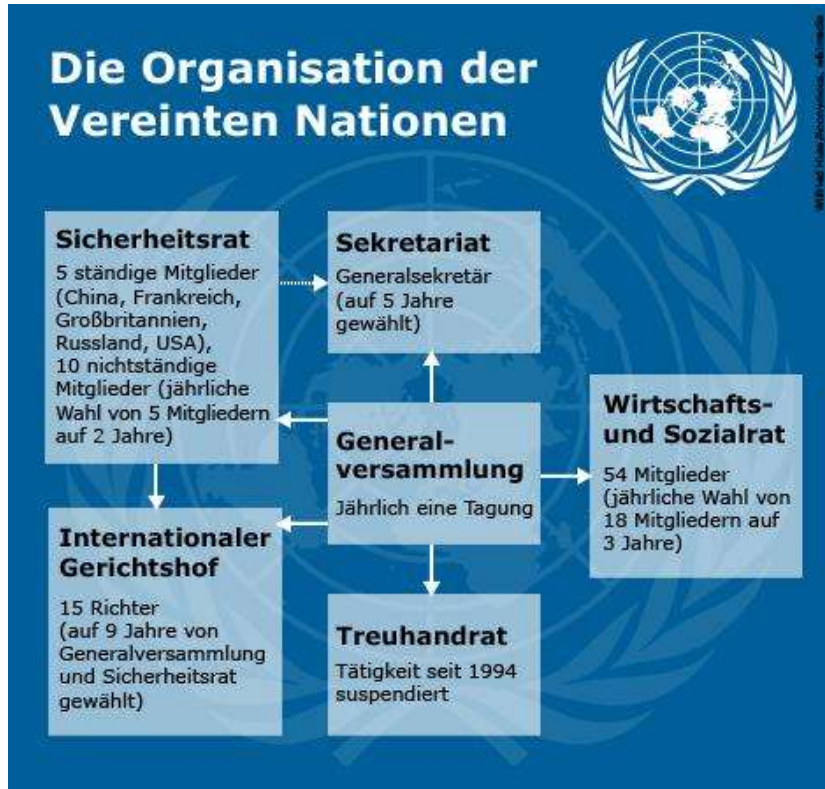 Die Organisation der
Vereinten Nationen
Sicherheitsrat
5 ständige Mitglieder
(China, Frankreich,
Großbritannien,
Russland, USA),
10 nichtständige
Mitglieder (jährliche
Wahl von 5 Mitgliedern
auf 2 Jahre)
Sekretariat
Generalsekretär
(auf 5 Jahre
gewählt)
General-
versammlung
Jährlich eine Tagung
Wirtschafts-
und Sozialrat
54 Mitglieder
(jährliche Wahl von
18 Mitgliedern auf
3 Jahre)
Internationaler
Gerichtshof
15 Richter
(auf 9 Jahre von
Generalversammlung
und Sicherheitsrat
gewählt)
Treuhandrat
Tätigkeit seit 1994
suspendiert